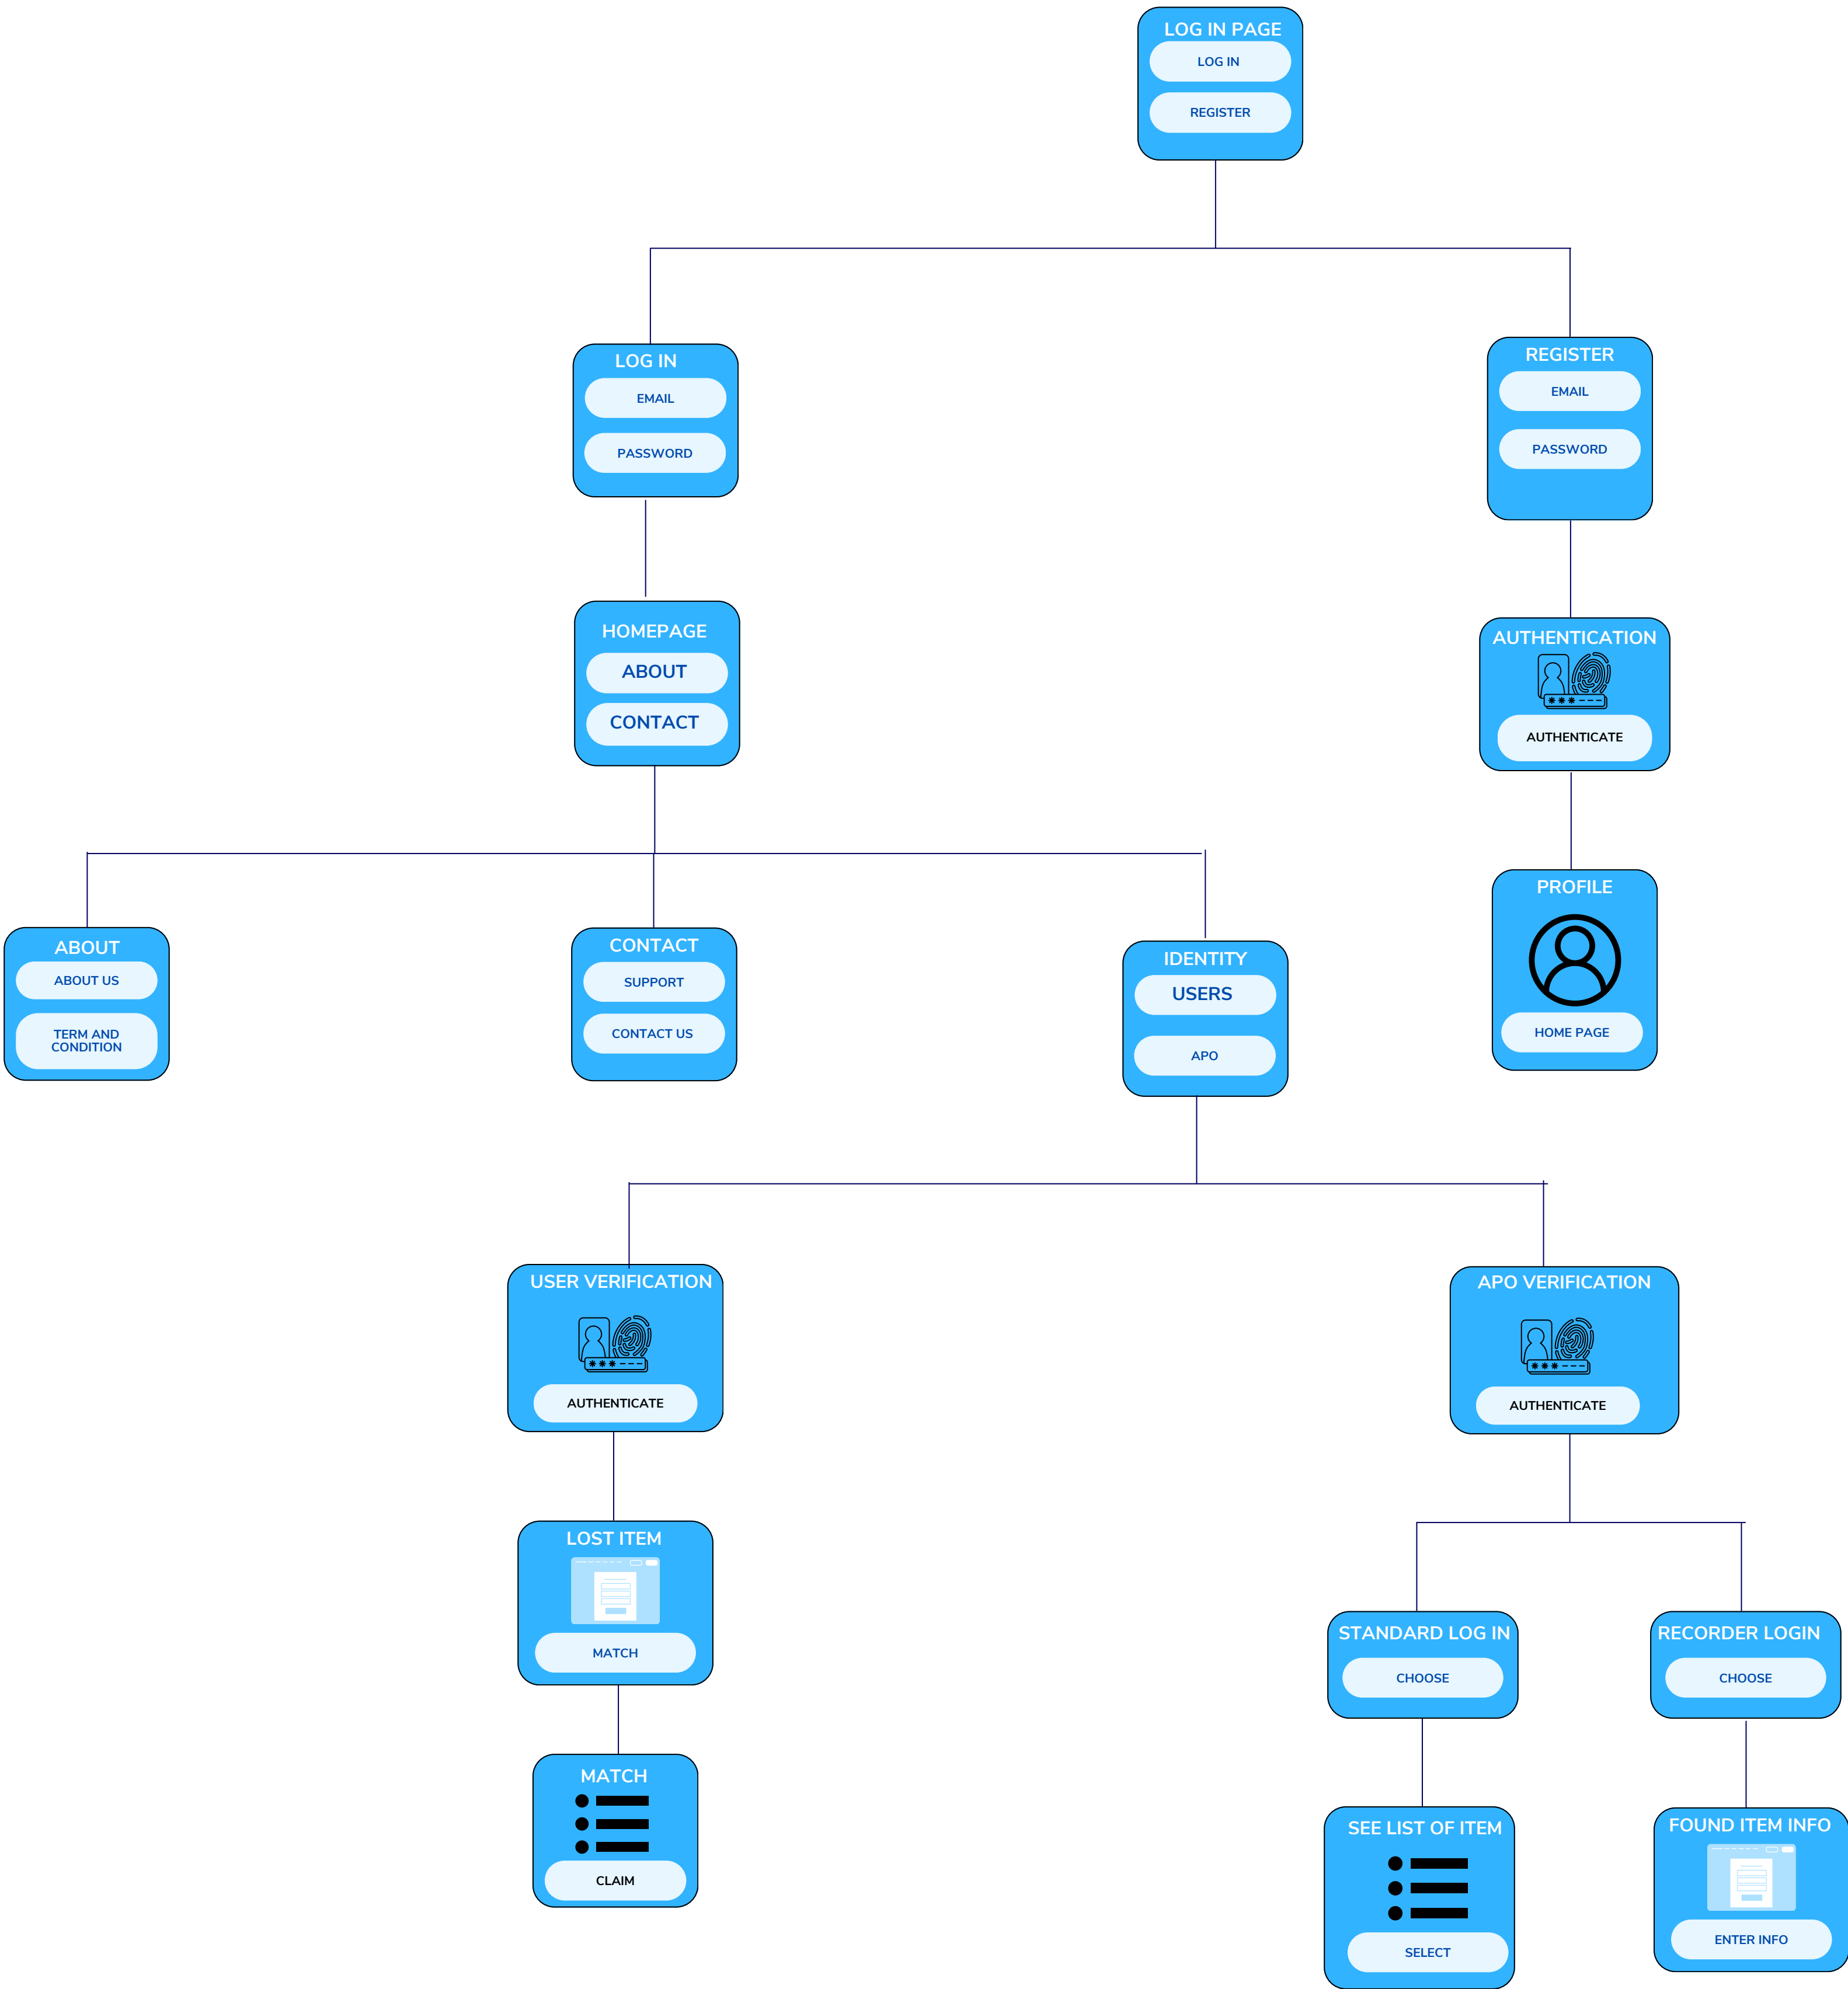 LOG IN PAGE
LOG IN
REGISTER
LOG IN
EMAIL
PASSWORD
REGISTER
EMAIL
PASSWORD
HOMEPAGE
ABOUT
CONTACT
AUTHENTICATION
AUTHENTICATE
PROFILE
HOME PAGE
ABOUT
ABOUT US
TERM AND
CONDITION
CONTACT
SUPPORT
CONTACT US
IDENTITY
USERS
APO
USER VERIFICATION
AUTHENTICATE
APO VERIFICATION
AUTHENTICATE
LOST ITEM
MATCH
MATCH
CLAIM
STANDARD LOG IN
CHOOSE
RECORDER LOGIN
CHOOSE
SEE LIST OF ITEM
SELECT
FOUND ITEM INFO
ENTER INFO